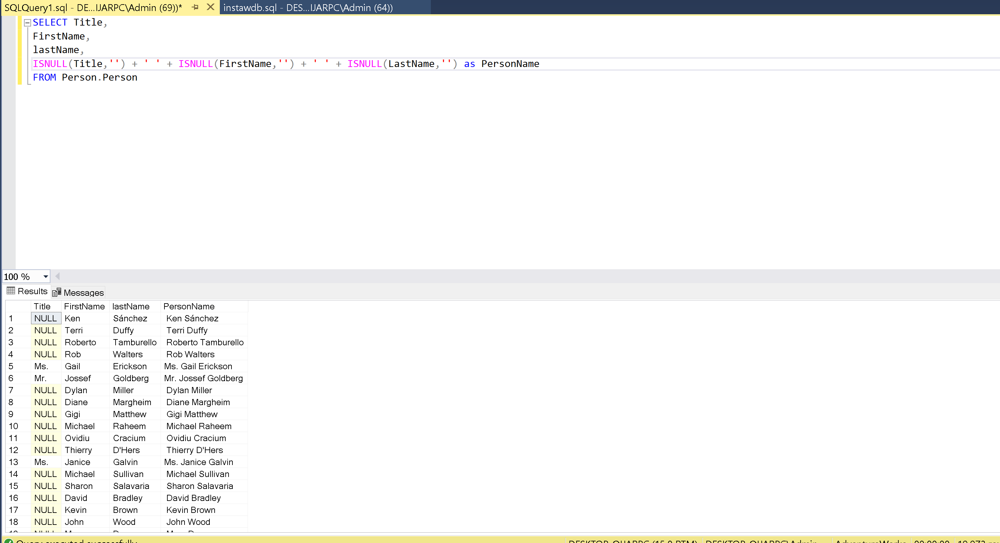 SQLQuery1.sql - DE...IJARPC\Admin (69))* instawdb.sql - DES...IJARPC\Admin (64))
SELECT Title,
FirstName,
lastName,
ISNULL(Title,'') + ' ' + ISNULL(FirstName,'') + ' ' + ISNULL(LastName,'') as PersonName
FROM Person.Person
100 %
Results Messages
Title FirstName lastName PersonName
1 NULL Ken Sánchez Ken Sánchez
2 NULL Terri Duffy Terri Duffy
3 NULL Roberto Tamburello Roberto Tamburello
4 NULL Rob Walters Rob Walters
5 Ms. Gail Erickson Ms. Gail Erickson
6 Mr. Jossef Goldberg Mr. Jossef Goldberg
7 NULL Dylan Miller Dylan Miller
8 NULL Diane Margheim Diane Margheim
9 NULL Gigi Matthew Gigi Matthew
10 NULL Michael Raheem Michael Raheem
11 NULL Ovidiu Cracium Ovidiu Cracium
12 NULL Thierry D'Hers Thierry D'Hers
13 Ms. Janice Galvin Ms. Janice Galvin
14 NULL Michael Sullivan Michael Sullivan
15 NULL Sharon Salavaria Sharon Salavaria
16 NULL David Bradley David Bradley
17 NULL Kevin Brown Kevin Brown
18 NULL John Wood John Wood
Query executed successfully